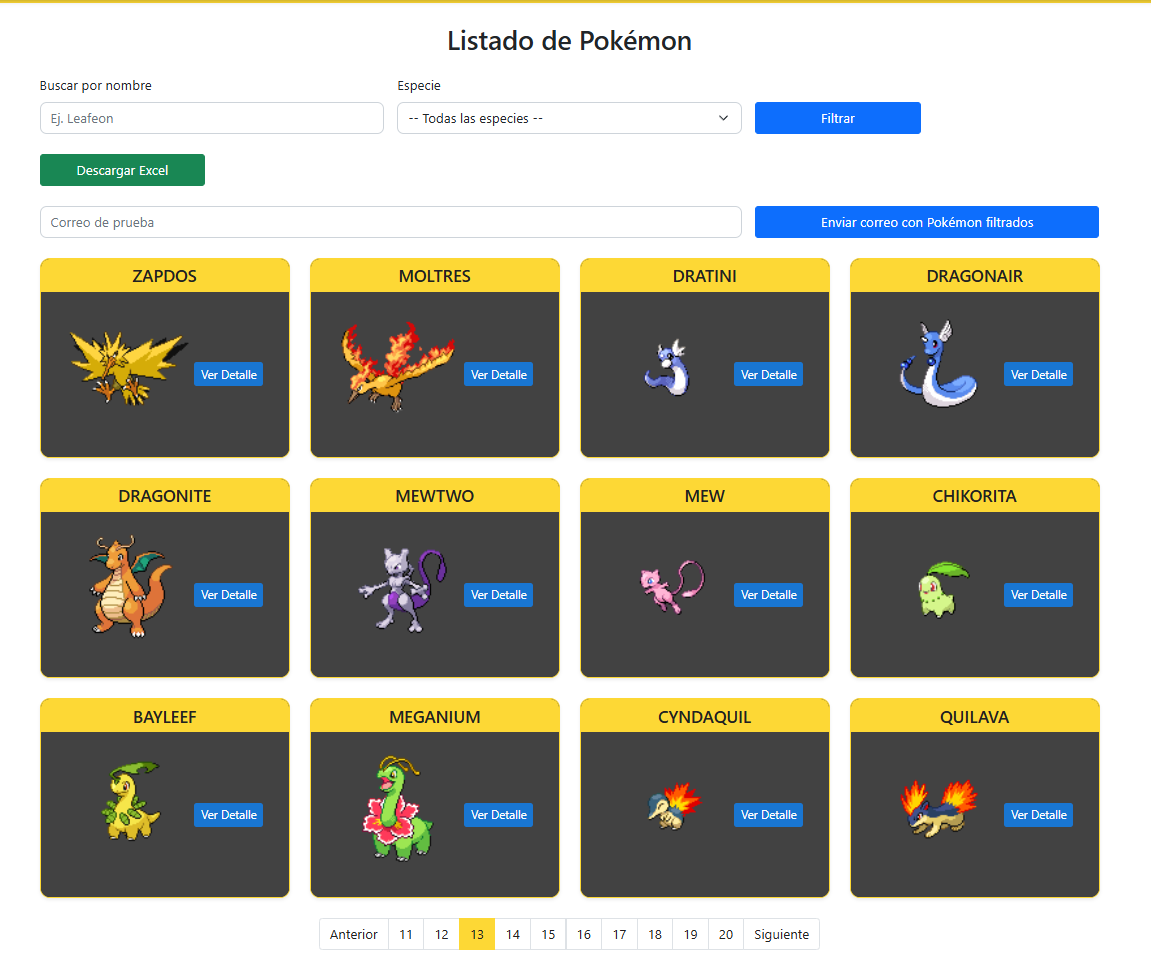 Listado de Pokémon
Buscar por nombre
Especie
Ej. Leafeon
-- Todas las especies --
Filtrar
Descargar Excel
Correo de prueba
Enviar correo con Pokémon filtrados
ZAPDOS
MOLTRES
DRATINI
DRAGONAIR
Ver Detalle
Ver Detalle
Ver Detalle
Ver Detalle
DRAGONITE
MEWTWO
MEW
CHIKORITA
Ver Detalle
Ver Detalle
Ver Detalle
Ver Detalle
BAYLEEF
MEGANIUM
CYNDAQUIL
QUILAVA
Ver Detalle
Ver Detalle
Ver Detalle
Ver Detalle
Anterior 11 12 13 14 15 16 17 18 19 20 Siguiente